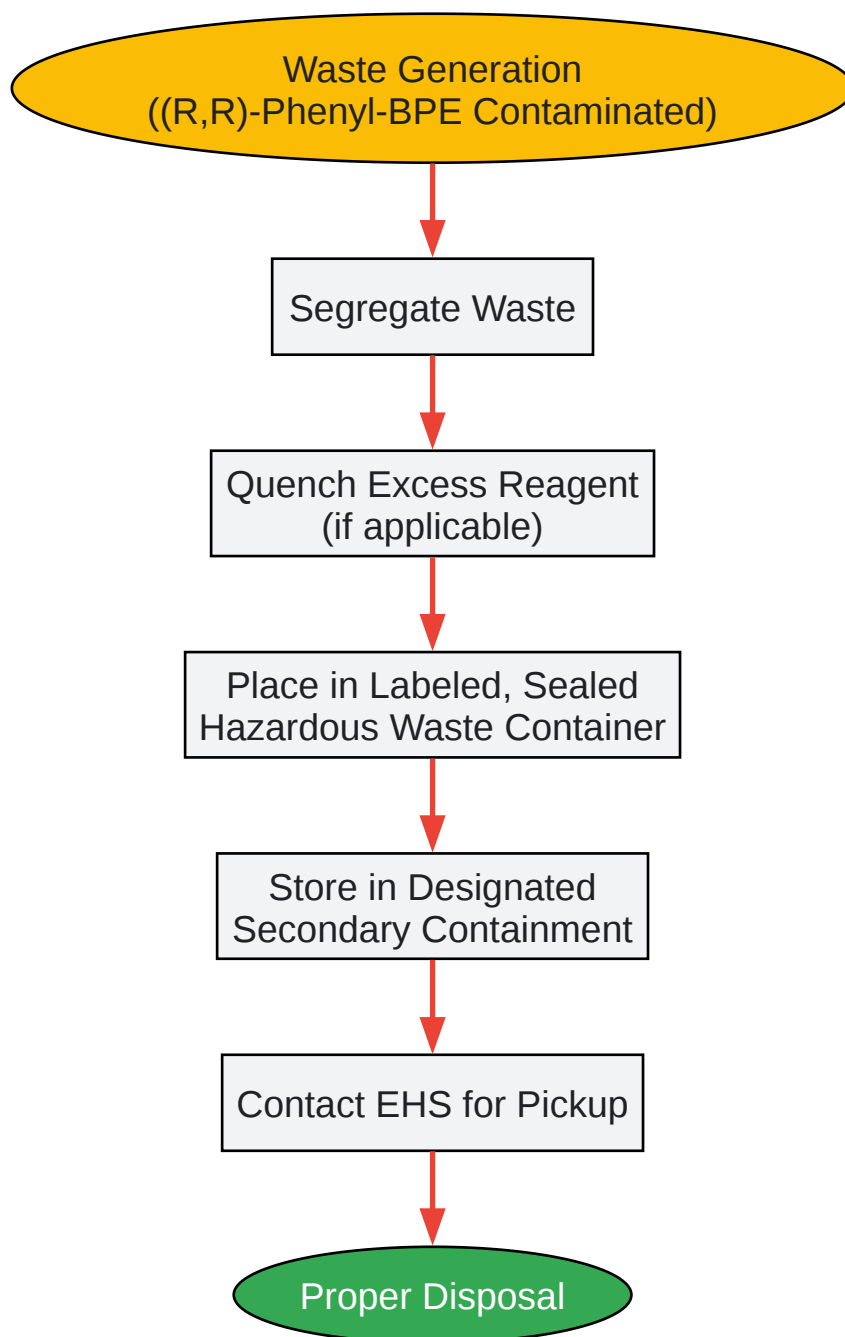 Waste Generation
((R,R)-Phenyl-BPE Contaminated)
Segregate Waste
Quench Excess Reagent
(if applicable)
Place in Labeled, Sealed
Hazardous Waste Container
Store in Designated
Secondary Containment
Contact EHS for Pickup
Proper Disposal